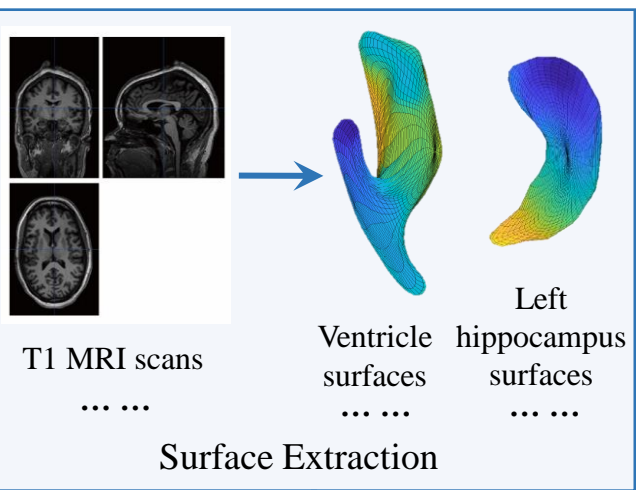 T1 MRI scans
... ...
Ventricle
surfaces
... ...
Left
hippocampus
surfaces
... ...
Surface Extraction